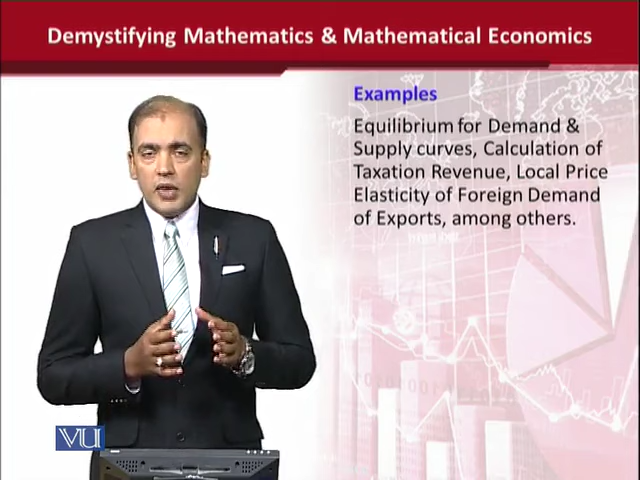 Demystifying Mathematics & Mathematical Economics
Examples
Equilibrium for Demand &
Supply curves, Calculation of
Taxation Revenue, Local Price
Elasticity of Foreign Demand
of Exports, among others.
VU